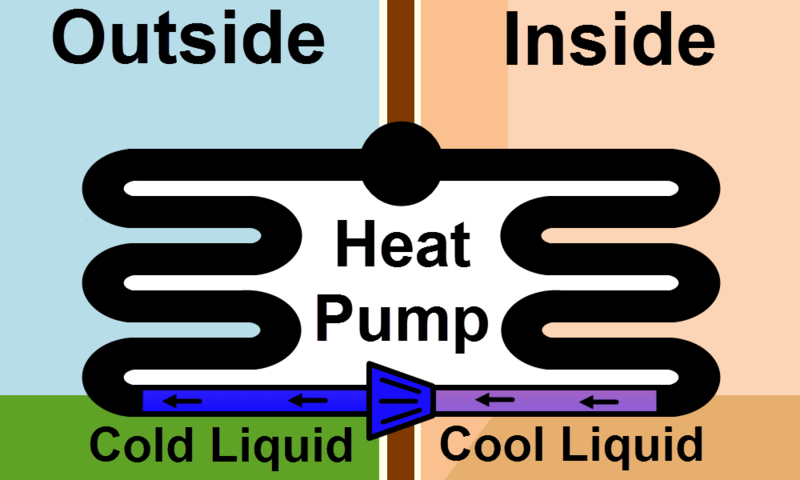 Outside
Inside
Heat
Pump
Cold Liquid
Cool Liquid